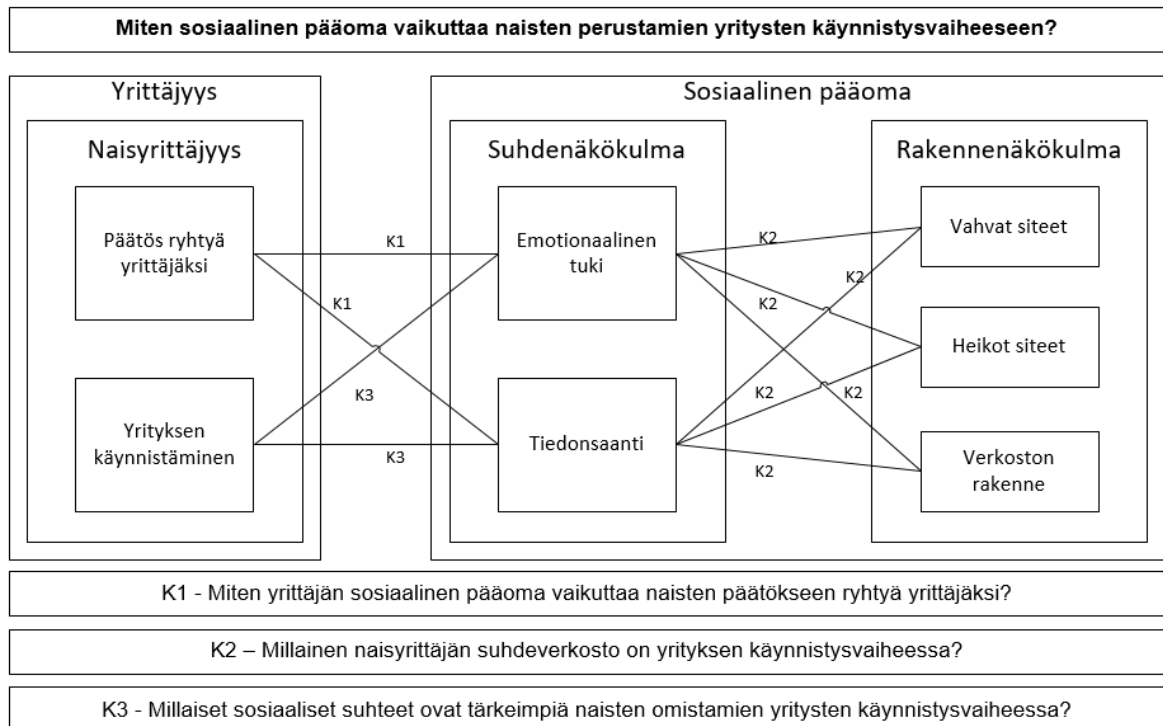 Miten sosiaalinen pääoma vaikuttaa naisten perustamien yritysten käynnistysvaiheeseen?
Yrittäjyys
Sosiaalinen pääoma
Naisyrittäjyys
Suhdenäkökulma
Rakennenäkökulma
Päätös ryhtyä
yrittäjäksi
Emotionaalinen
tuki
Vahvat siteet
Heikot siteet
Yrityksen
käynnistäminen
Tiedonsaanti
Verkoston
rakenne
K1
K1
K3
K3
K2
K2
K2
K2
K2
K2
K1 - Miten yrittäjän sosiaalinen pääoma vaikuttaa naisten päätökseen ryhtyä yrittäjäksi?
K2 – Millainen naisyrittäjän suhdeverkosto on yrityksen käynnistysvaiheessa?
K3 - Millaiset sosiaaliset suhteet ovat tärkeimpiä naisten omistamien yritysten käynnistysvaiheessa?